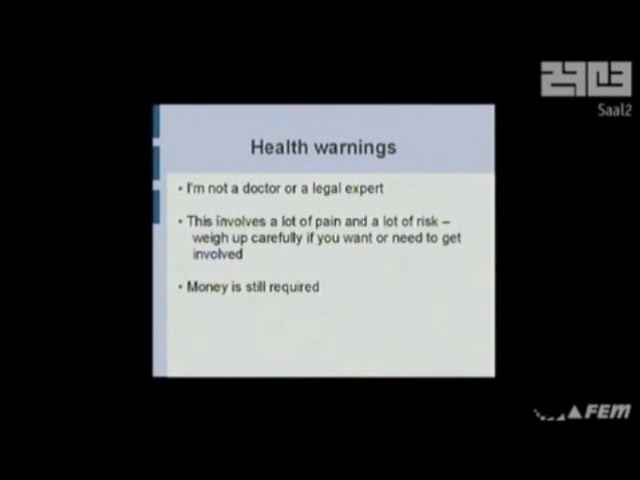 29C3
Saal2
Health warnings
• I'm not a doctor or a legal expert
• This involves a lot of pain and a lot of risk –
weigh up carefully if you want or need to get
involved
• Money is still required
FEM